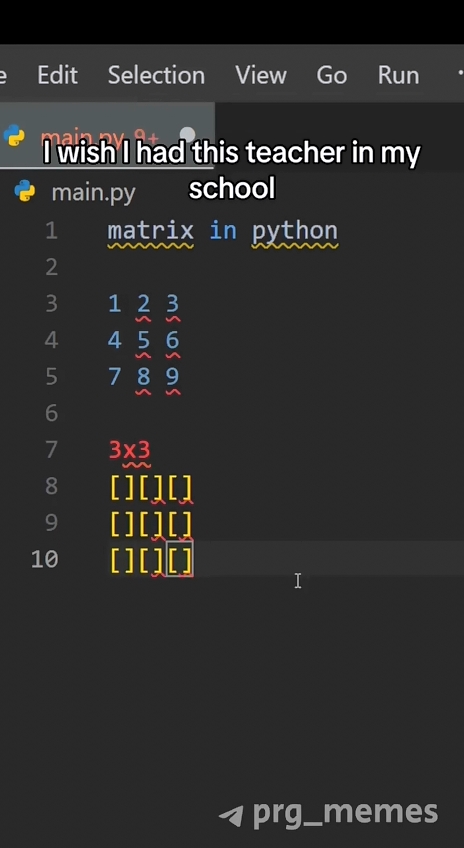 e Edit Selection View Go Run
main.py 9+
I wish I had this teacher in my
school
main.py
1 matrix in python
2
3 1 2 3
4 4 5 6
5 7 8 9
6
7 3x3
8 [][][]
9 [][][]
10 [][][]
prg_memes